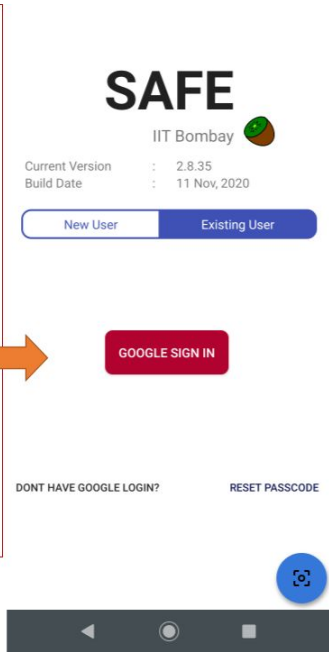 SAFE
IIT Bombay
Current Version : 2.8.35
Build Date : 11 Nov, 2020
New User Existing User
GOOGLE SIGN IN
DONT HAVE GOOGLE LOGIN? RESET PASSCODE